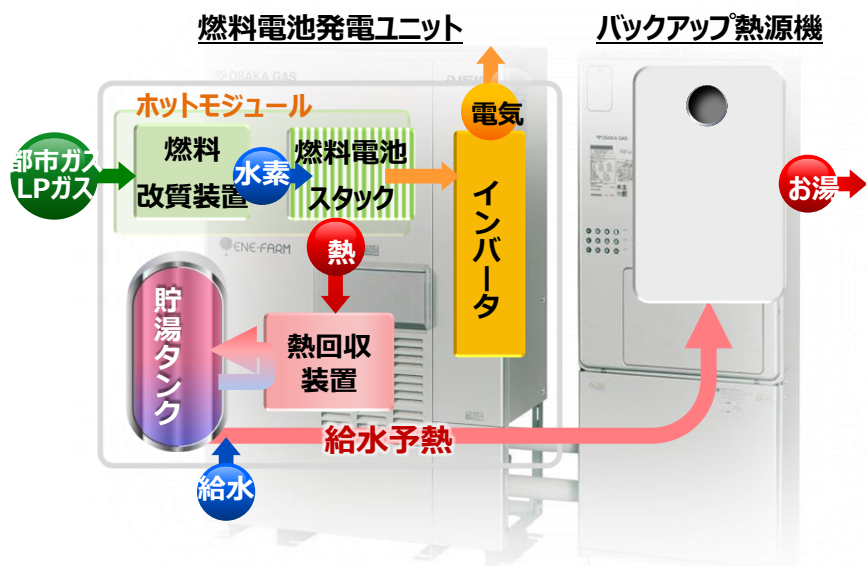 燃料電池発電ユニット
バックアップ熱源機
OSAKA GAS
電気
ホットモジュール
都市ガス
LPガス
燃料
改質装置
水素
燃料電池
スタック
インバータ
OSAKA GAS
お湯
熱
ENE-FARM
貯湯タンク
熱回収
装置
給水予熱
給水